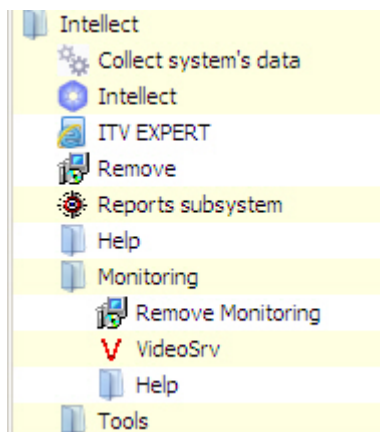 Intellect
Collect system's data
Intellect
ITV EXPERT
Remove
Reports subsystem
Help
Monitoring
Remove Monitoring
VideoSrv
Help
Tools